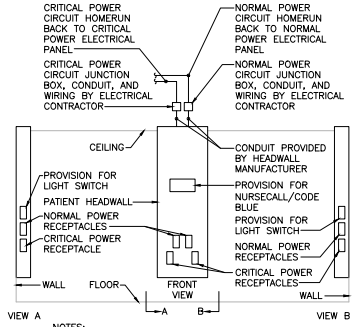 CRITICAL POWER
CIRCUIT HOMERUN
BACK TO CRITICAL
POWER ELECTRICAL
PANEL
NORMAL POWER
CIRCUIT HOMERUN
BACK TO NORMAL
POWER ELECTRICAL
PANEL
CRITICAL POWER
CIRCUIT JUNCTION
BOX, CONDUIT, AND
WIRING BY ELECTRICAL
CONTRACTOR
NORMAL POWER
CIRCUIT JUNCTION
BOX, CONDUIT, AND
WIRING BY ELECTRICAL
CONTRACTOR
CEILING
CONDUIT PROVIDED
BY HEADWALL
MANUFACTURER
PROVISION FOR
LIGHT SWITCH
PATIENT HEADWALL
NORMAL POWER
RECEPTACLES
CRITICAL POWER
RECEPTACLE
PROVISION FOR
NURSECALL/CODE
BLUE
PROVISION FOR
LIGHT SWITCH
NORMAL POWER
RECEPTACLES
CRITICAL POWER
RECEPTACLES
WALL
FLOOR
FRONT
VIEW
WALL
A
B
VIEW A
VIEW B
NOTES: